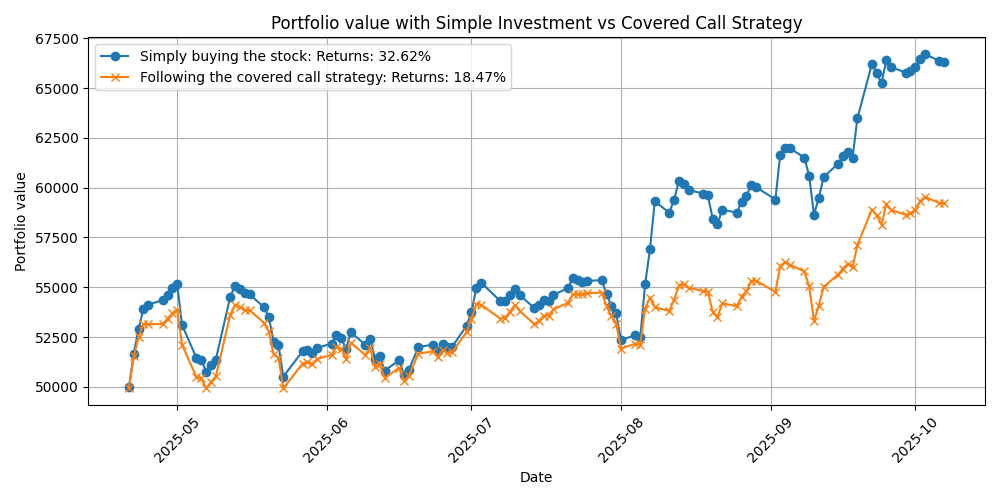 Portfolio value with Simple Investment vs Covered Call Strategy
Simply buying the stock: Returns: 32.62%
Following the covered call strategy: Returns: 18.47%
Portfolio value
67500
65000
62500
60000
57500
55000
52500
50000
2025-05
2025-06
2025-07
2025-08
2025-09
2025-10
Date